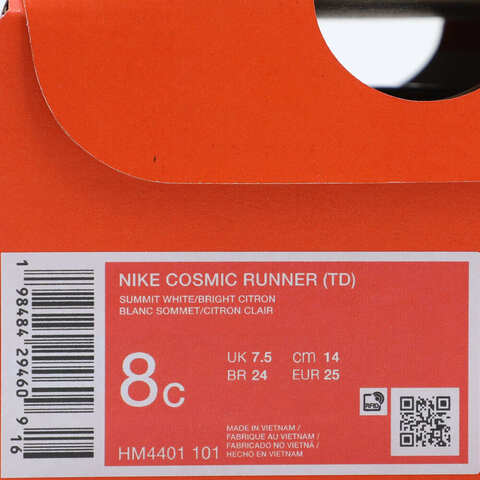 1 98484 29460 9 16
NIKE COSMIC RUNNER (TD)
SUMMIT WHITE/BRIGHT CITRON
BLANC SOMMET/CITRON CLAIR
8C
UK 7.5 cm 14
BR 24 EUR 25
RFID
HM4401 101
MADE IN VIETNAM /
FABRIQUE AU VIETNAM /
FABRICADO NO VIETNÃ /
HECHO EN VIETNAM